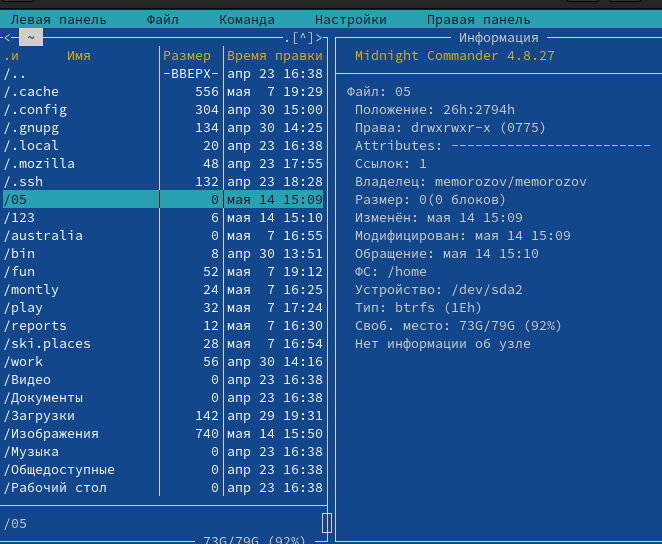 Левая панель Файл Команда Настройки Правая панель
<─ ~ ─.[^]>
.и Имя Размер Время правки
/.. -ВВЕРХ- апр 23 16:38
/.cache 556 мая 7 19:29
/.config 304 апр 30 15:00
/.gnupg 134 апр 30 14:25
/.local 20 апр 23 16:38
/.mozilla 48 апр 23 17:55
/.ssh 132 апр 23 18:28
/05 0 мая 14 15:09
/123 6 мая 14 15:10
/australia 0 мая 7 16:55
/bin 8 апр 30 13:51
/fun 52 мая 7 19:12
/montly 24 мая 7 16:25
/play 32 мая 7 17:24
/reports 12 мая 7 16:30
/ski.places 28 мая 7 16:54
/work 56 апр 30 14:16
/Видео 0 апр 23 16:38
/Документы 0 апр 23 16:38
/Загрузки 142 апр 29 19:31
/Изображения 740 мая 14 15:50
/Музыка 0 апр 23 16:38
/Общедоступные 0 апр 23 16:38
/Рабочий стол 0 апр 23 16:38
/05
73G/79G (92%)
Информация
Midnight Commander 4.8.27
Файл: 05
Положение: 26h:2794h
Права: drwxrwxr-x (0775)
Attributes: -------------------------
Ссылок: 1
Владелец: memorozov/memorozov
Размер: 0(0 блоков)
Изменён: мая 14 15:09
Модифицирован: мая 14 15:09
Обращение: мая 14 15:10
ФС: /home
Устройство: /dev/sda2
Тип: btrfs (1Eh)
Своб. место: 73G/79G (92%)
Нет информации об узле